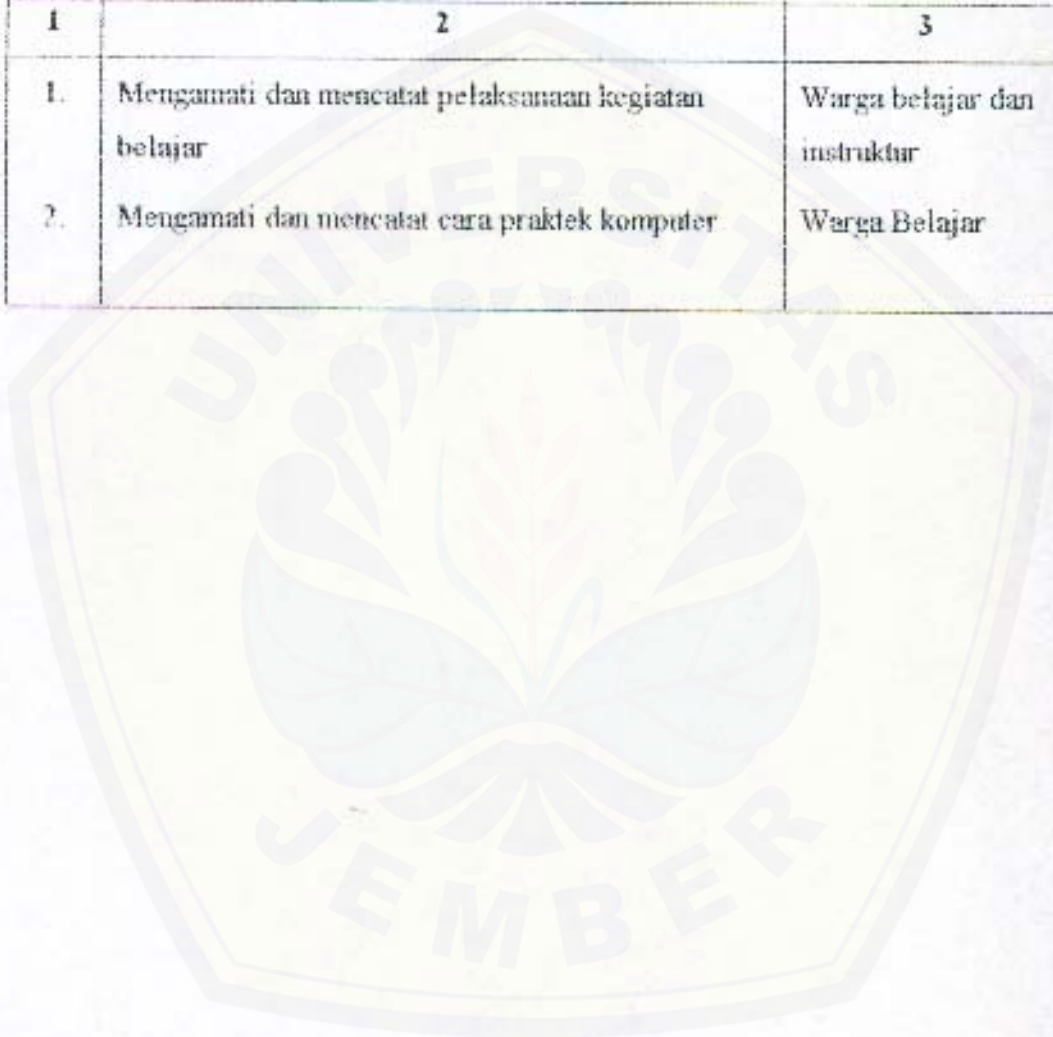 1 2 3
1. Mengamati dan mencatat pelaksanaan kegiatan Warga belajar dan
belajar instruktur
2. Mengamati dan mencatat cara praktek komputer Warga Belajar
UNIVERSITAS
JEMBER